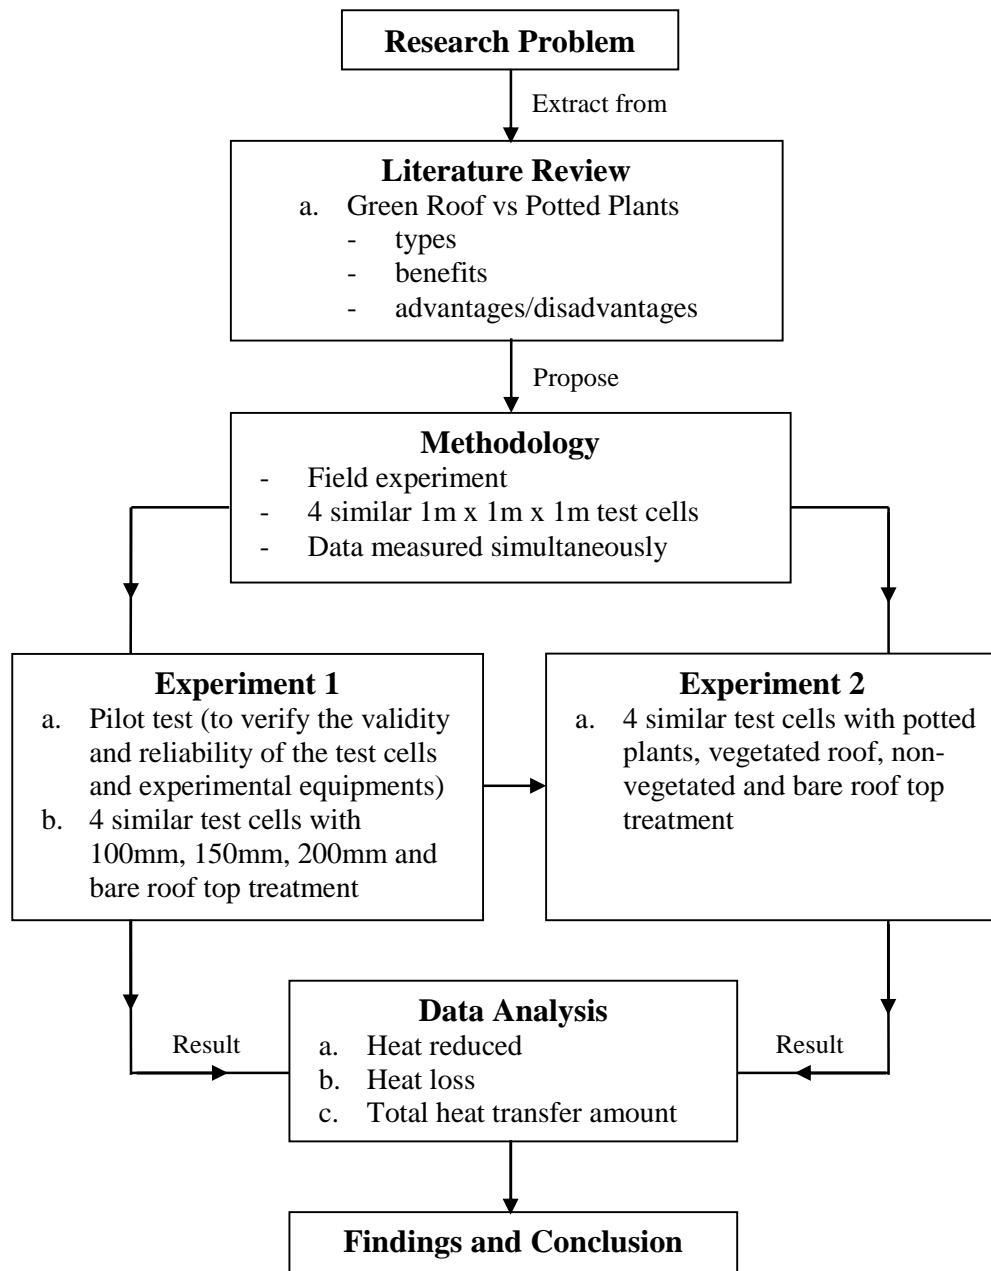 Research Problem
Extract from
Literature Review
a. Green Roof vs Potted Plants
- types
- benefits
- advantages/disadvantages
Propose
Methodology
- Field experiment
- 4 similar 1m x 1m x 1m test cells
- Data measured simultaneously
Experiment 1
a. Pilot test (to verify the validity
and reliability of the test cells
and experimental equipments)
b. 4 similar test cells with
100mm, 150mm, 200mm and
bare roof top treatment
Experiment 2
a. 4 similar test cells with potted
plants, vegetated roof, non-
vegetated and bare roof top
treatment
Result
Result
Data Analysis
a. Heat reduced
b. Heat loss
c. Total heat transfer amount
Findings and Conclusion